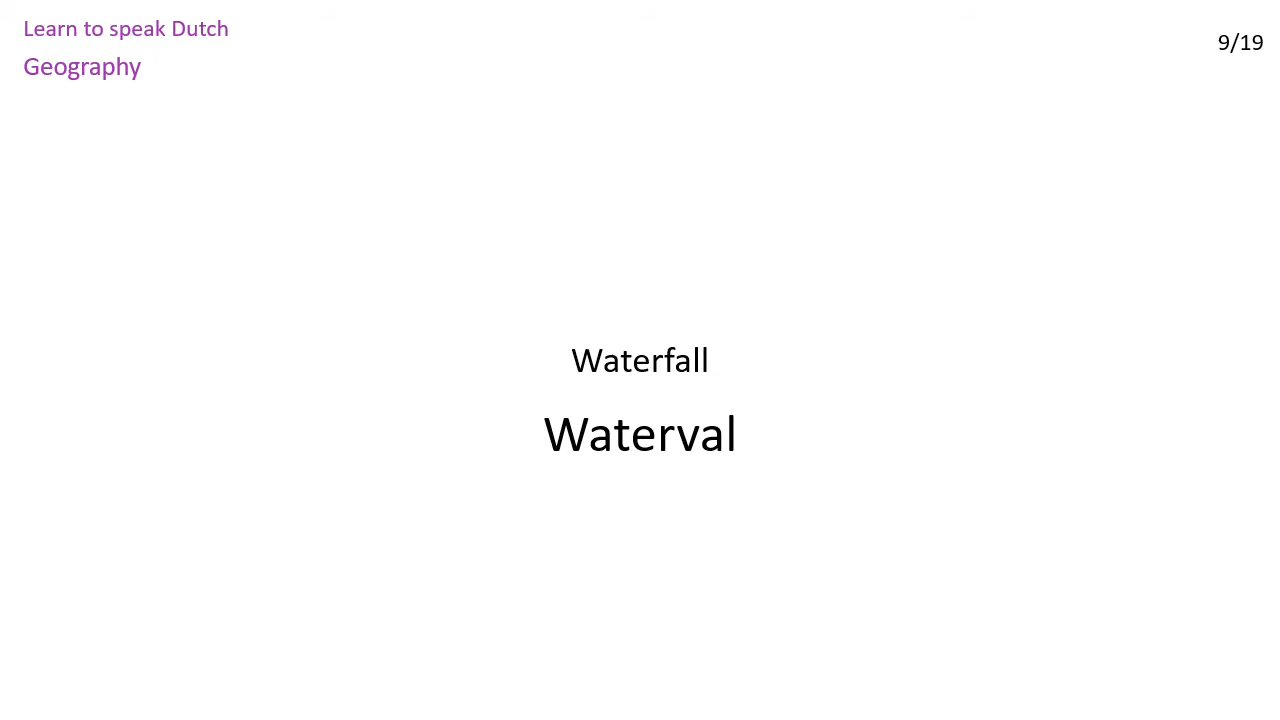 Learn to speak Dutch
9/19
Geography
Waterfall
Waterval